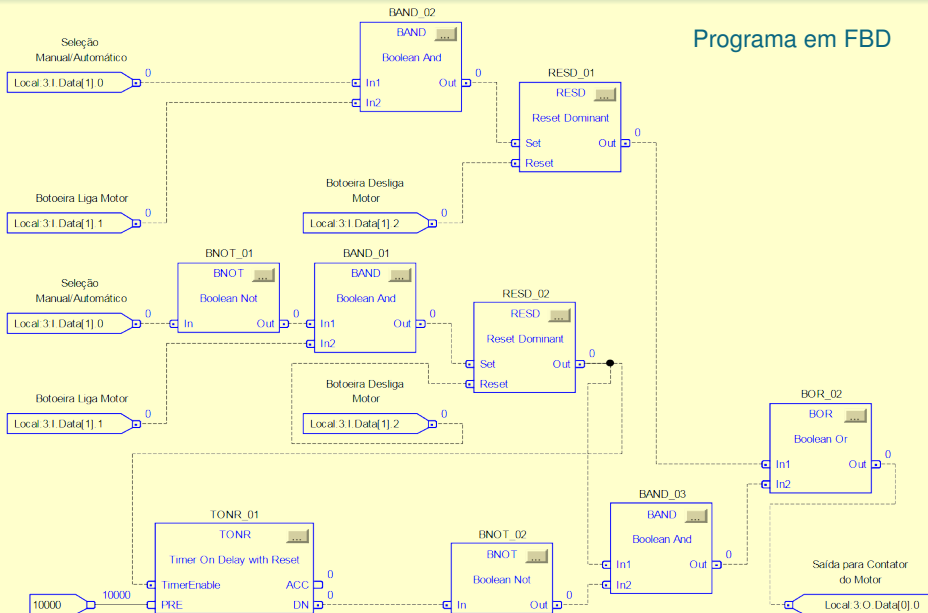 Programa em FBD
BAND_02
BAND ...
Boolean And
In1 Out 0
In2
Seleção
Manual/Automático
Local:3:I.Data[1].0 0
RESD_01
RESD ...
Reset Dominant
Set Out 0
Reset
Botoeira Liga Motor
Local:3:I.Data[1].1 0
Botoeira Desliga
Motor
Local:3:I.Data[1].2 0
BNOT_01
BNOT ...
Boolean Not
In Out 0
BAND_01
BAND ...
Boolean And
In1 Out 0
In2
Seleção
Manual/Automático
Local:3:I.Data[1].0 0
RESD_02
RESD ...
Reset Dominant
Set Out 0
Reset
Botoeira Liga Motor
Local:3:I.Data[1].1 0
Botoeira Desliga
Motor
Local:3:I.Data[1].2 0
BOR_02
BOR ...
Boolean Or
In1 Out 0
In2
BAND_03
BAND ...
Boolean And
In1 Out 0
In2
TONR_01
TONR ...
Timer On Delay with Reset
TimerEnable ACC 0
10000 10000 PRE DN 0
BNOT_02
BNOT ...
Boolean Not
In Out 0
Saída para Contator
do Motor
Local:3:O.Data[0].0